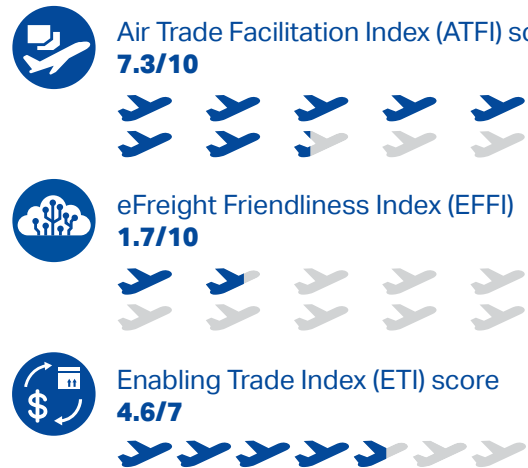 Air Trade Facilitation Index (ATFI)
7.3/10
eFreight Friendliness Index (EFFI)
1.7/10
Enabling Trade Index (ETI) score
4.6/7
$